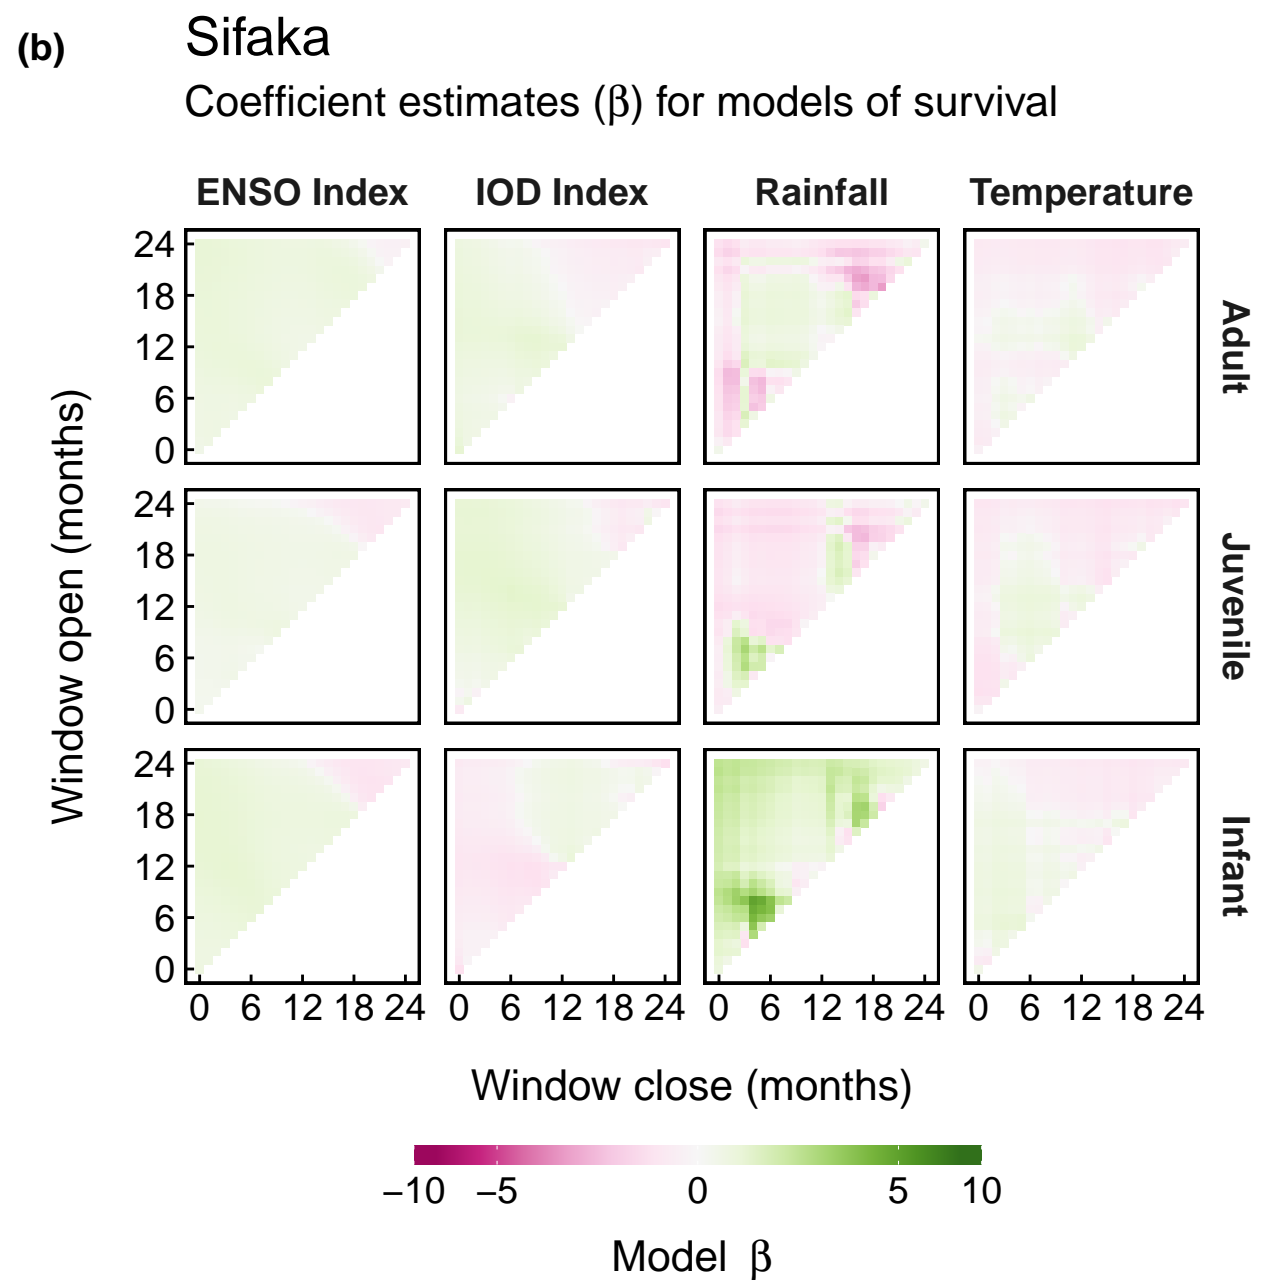 (b)
Sifaka
Coefficient estimates (β) for models of survival
ENSO Index IOD Index Rainfall Temperature
24
18
12
6
0
Adult
24
18
12
6
0
Juvenile
24
18
12
6
0
Infant
Window open (months)
0 6 12 18 24 0 6 12 18 24 0 6 12 18 24 0 6 12 18 24
Window close (months)
−10 −5 0 5 10
Model β